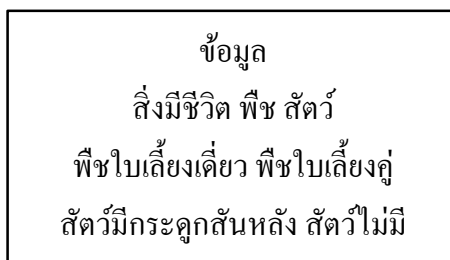 ข้อมูล
สิ่งมีชีวิต พืช สัตว์
พืชใบเลี้ยงเดี่ยว พืชใบเลี้ยงคู่
สัตว์มีกระดูกสันหลัง สัตว์ไม่มี